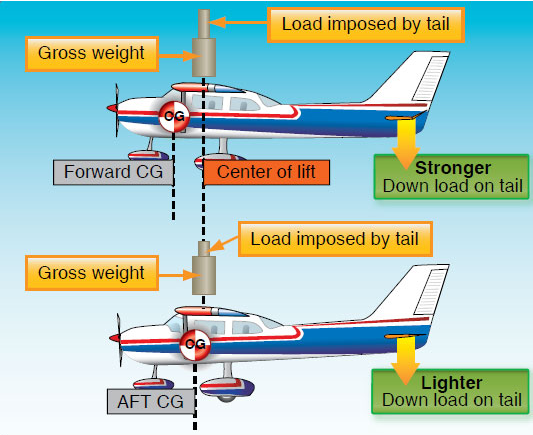 Load imposed by tail
Gross weight
CG
Forward CG
Center of lift
Stronger
Down load on tail
Load imposed by tail
Gross weight
CG
AFT CG
Lighter
Down load on tail